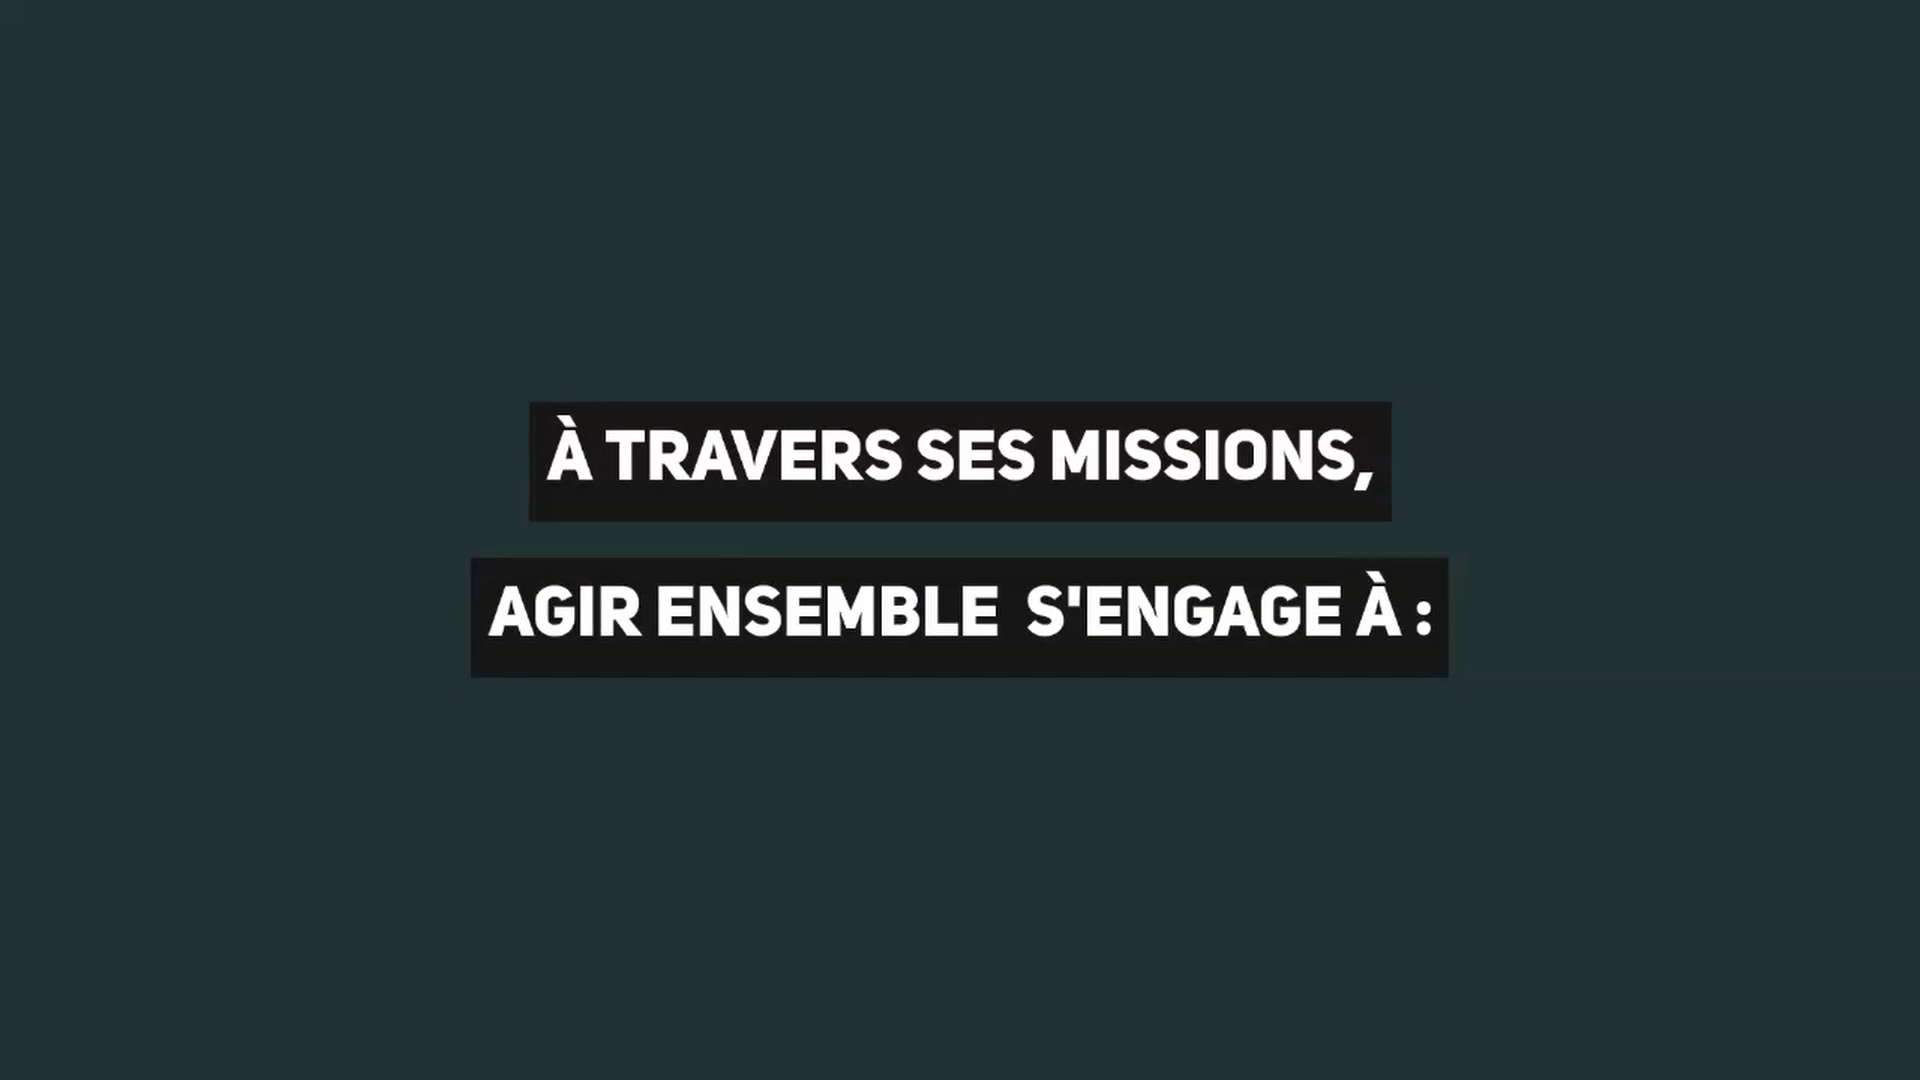 À TRAVERS SES MISSIONS,
AGIR ENSEMBLE  S'ENGAGE À :